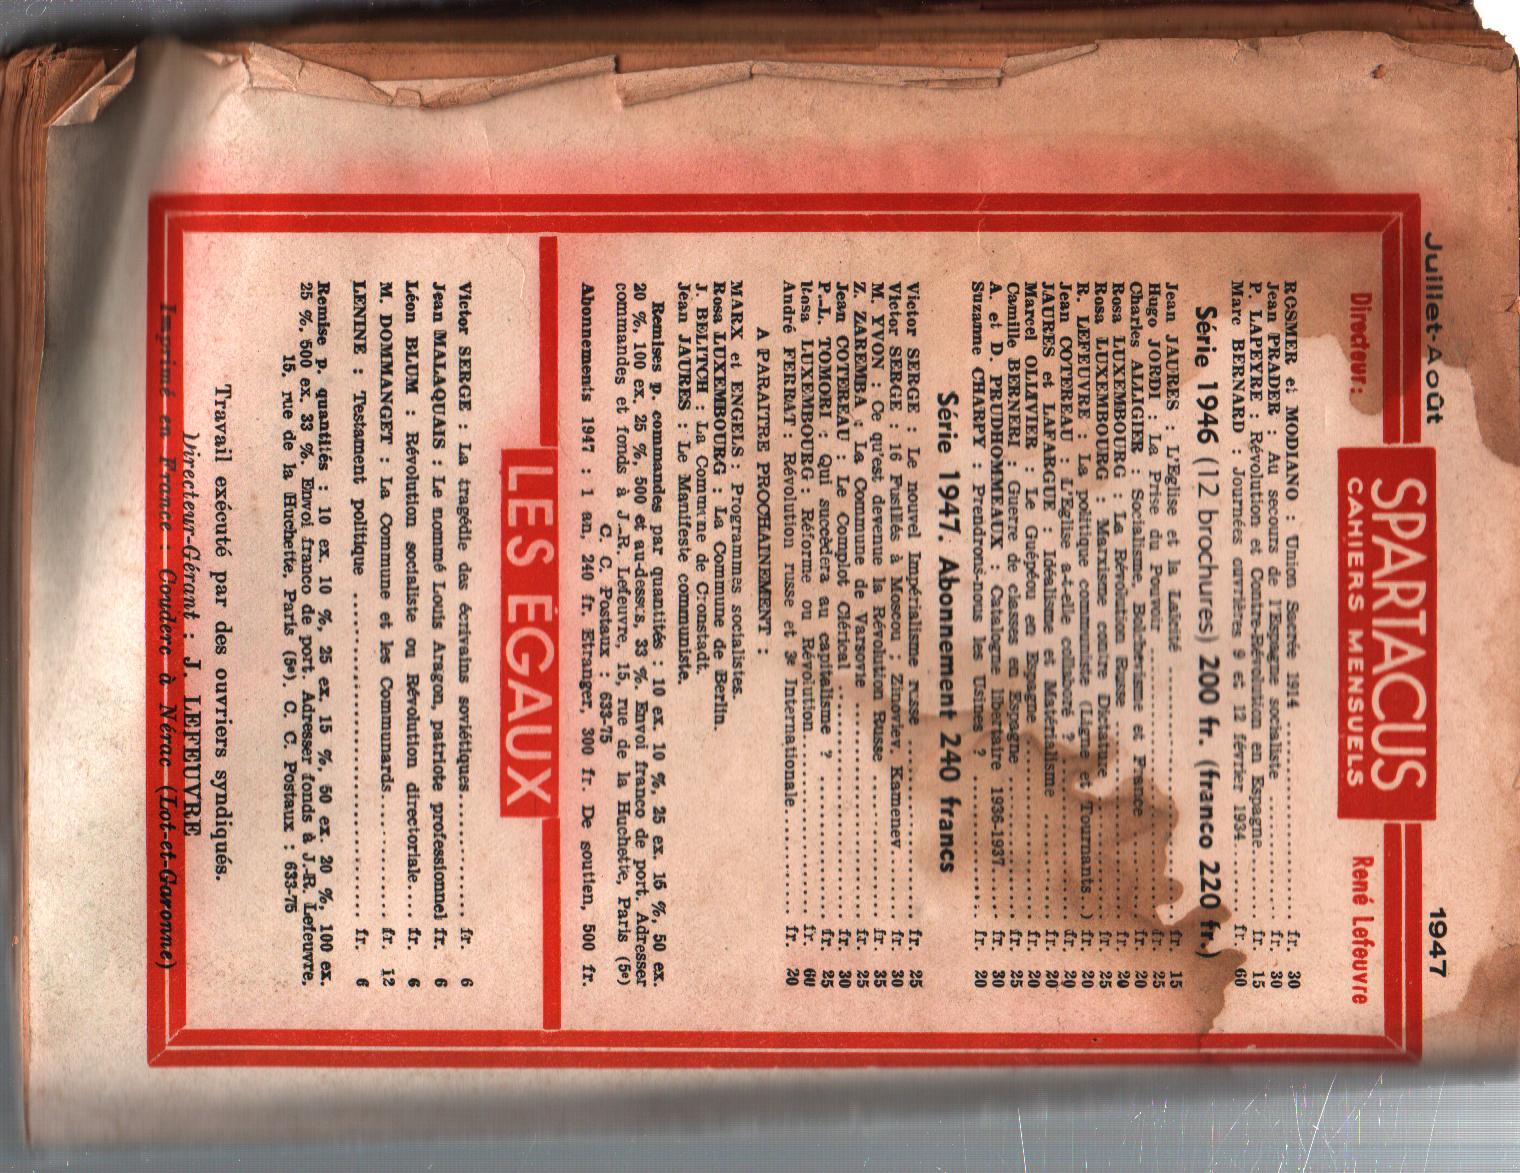 Juillet-Août 1947
SPARTACUS
CAHIERS MENSUELS
Directeur: René Lefeuvre
ROSMER et MODIANO : Union Sacrée 1914 .......... fr. 30
Jean PRADER : Au secours de l'Espagne socialiste .......... fr. 30
P. LAPEYRE : Révolution et Contre-Révolution en Espagne.... fr. 15
Marc BERNARD : Journées ouvrières 9 et 12 février 1934...... fr. 60
Série 1946 (12 brochures) 200 fr. (franco 220 fr.)
Jean JAURES : L'Eglise et la Laïcité .......... fr. 15
Hugo JORDI : La Prise du Pouvoir .......... fr. 25
Charles ALLIGIER : Socialisme, Bolchevisme et France .... fr. 20
Rosa LUXEMBOURG : La Révolution Russe .......... fr. 20
Rosa LUXEMBOURG : Marxisme contre Dictature .......... fr. 25
R. LEFEUVRE : La politique communiste (Ligne et Tournants..) fr. 20
Jean COTEREAU : L'Eglise a-t-elle collaboré ? .......... fr. 20
JAURES et LAFARGUE : Idéalisme et Matérialisme .......... fr. 20
Marcel OLLIVIER : Le Guépéou en Espagne.......... fr. 20
Camille BERNERI : Guerre de classes en Espagne .......... fr. 25
A. et D. PRUDHOMMEAUX : Catalogne libertaire 1936-1937.... fr. 30
Suzanne CHARPY : Prendrons-nous les Usines ? .......... fr. 20
Série 1947. Abonnement 240 francs
Victor SERGE : Le nouvel Impérialisme russe .......... fr. 25
Victor SERGE : 16 Fusillés à Moscou ; Zinoviev, Kamenev.... fr. 30
M. YVON : Ce qu'est devenue la Révolution Russe .......... fr 35
Z. ZAREMBA : La Commune de Varsovie .......... fr. 25
Jean COTEREAU : Le Complot Clérical .......... fr. 30
P.-L. TOMORI : Qui succèdera au capitalisme ? .......... fr. 25
Rosa LUXEMBOURG : Réforme ou Révolution.......... fr. 60
André FERRAT : Révolution russe et 3e Internationale........ fr. 20
A PARAITRE PROCHAINEMENT :
MARX et ENGELS : Programmes socialistes.
Rosa LUXEMBOURG : La Commune de Berlin.
J. BELITCH : La Commune de Cronstadt.
Jean JAURES : Le Manifeste communiste.
Remises p. commandes par quantités : 10 ex. 10 %, 25 ex. 15 %, 50 ex.
20 %, 100 ex. 25 %, 500 et au-dessus, 33 %. Envoi franco de port. Adresser
commandes et fonds à J.-R. Lefeuvre, 15, rue de la Huchette, Paris (5e)
C. C. Postaux : 633-75
Abonnements 1947 : 1 an, 240 fr. Etranger, 300 fr. De soutien, 500 fr.
LES ÉGAUX
Victor SERGE : La tragédie des écrivains soviétiques.......... fr. 6
Jean MALAQUAIS : Le nommé Louis Aragon, patriote professionnel fr. 6
Léon BLUM : Révolution socialiste ou Révolution directoriale.... fr. 6
M. DOMMANGET : La Commune et les Communards.......... fr. 12
LENINE : Testament politique .......... fr. 6
Remise p. quantités : 10 ex. 10 %, 25 ex. 15 %, 50 ex. 20 %, 100 ex.
25 %, 500 ex. 33 %, Envoi franco de port. Adresser fonds à J.-R. Lefeuvre,
15, rue de la Huchette, Paris (5e). C. C. Postaux : 633-75
Travail exécuté par des ouvriers syndiqués.
Directeur-Gérant : J. LEFEUVRE
Imprimé en France : Couderc à Nérac (Lot-et-Garonne)